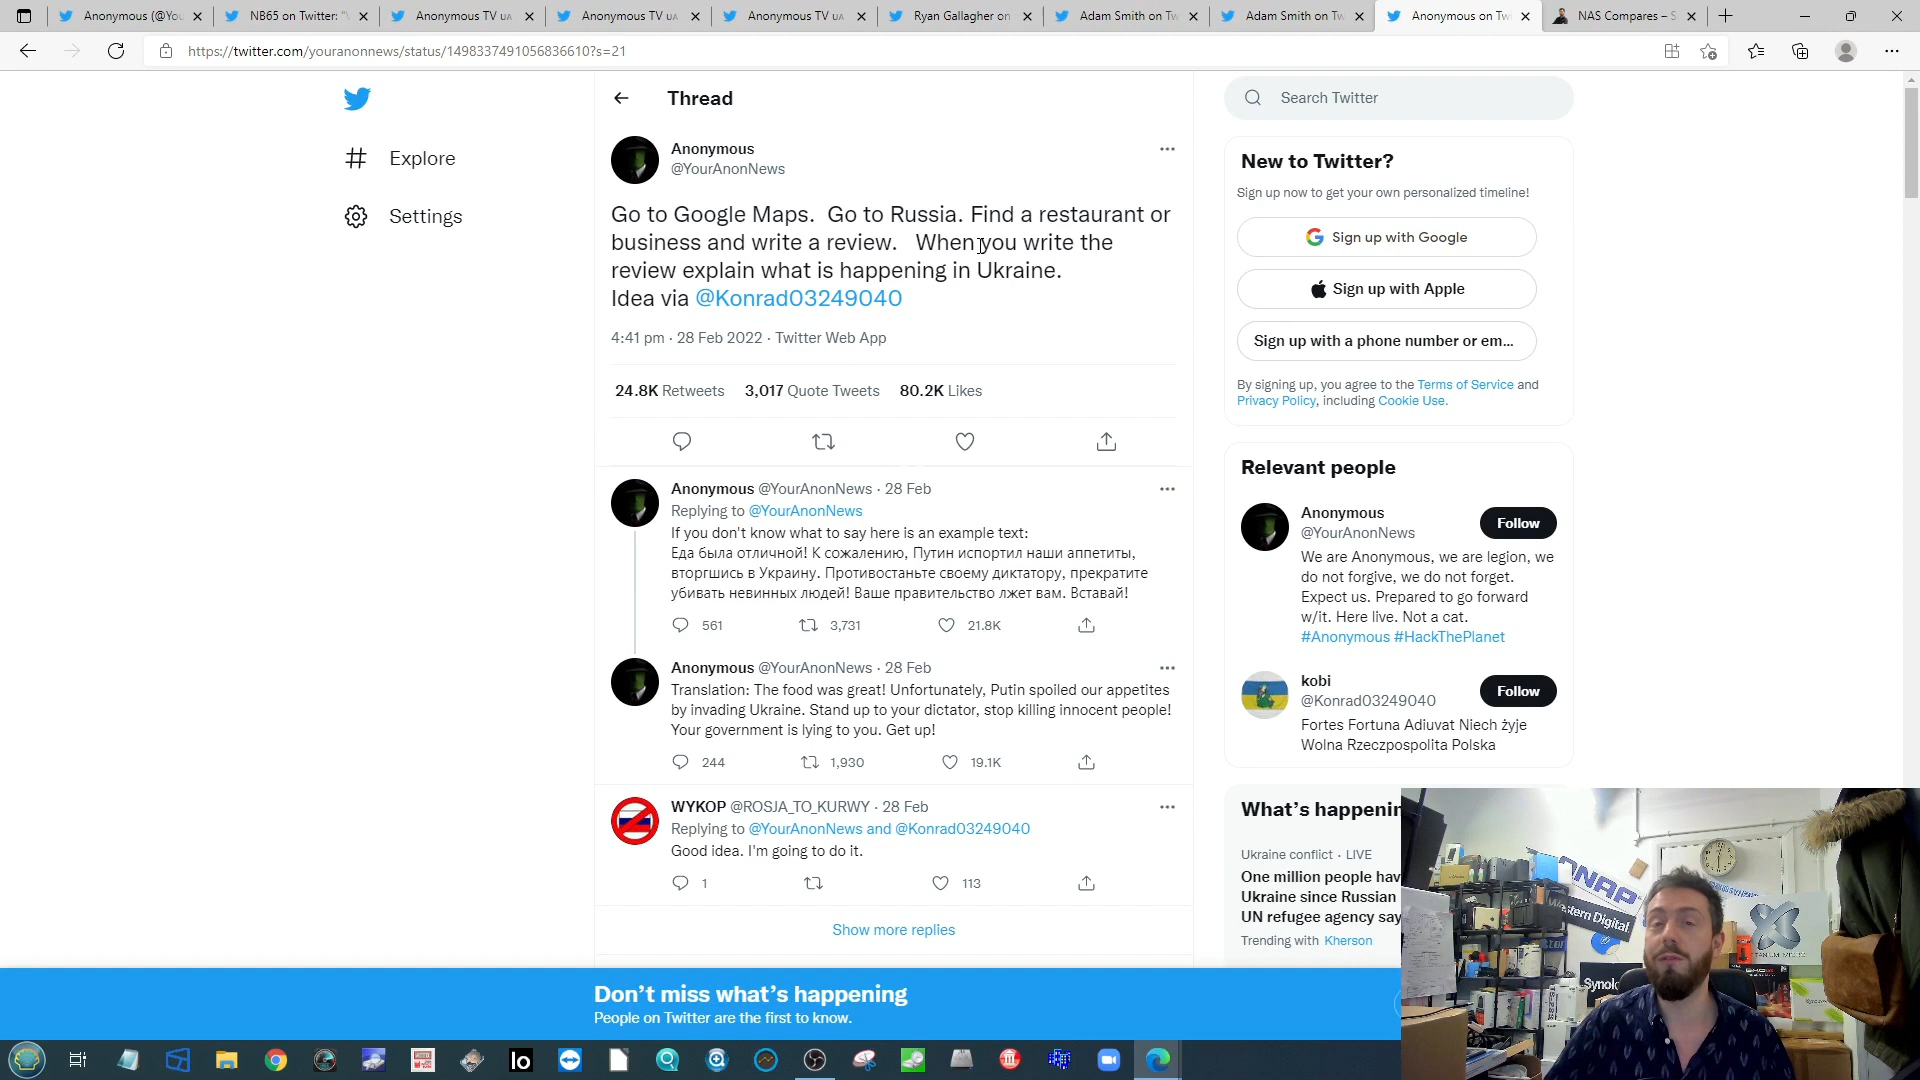 Anonymous (@You
NB65 on Twitter: "\
Anonymous TV UA
Anonymous TV UA
Anonymous TV UA
Ryan Gallagher on
Adam Smith on Tw
Adam Smith on Tw
Anonymous on Tw
NAS Compares – S
https://twitter.com/youranonnews/status/1498337491056836610?s=21
Explore
Settings
Thread
Anonymous
@YourAnonNews
Go to Google Maps. Go to Russia. Find a restaurant or
business and write a review. When you write the
review explain what is happening in Ukraine.
Idea via @Konrad03249040
4:41 pm · 28 Feb 2022 · Twitter Web App
24.8K Retweets 3,017 Quote Tweets 80.2K Likes
Anonymous @YourAnonNews · 28 Feb
Replying to @YourAnonNews
If you don't know what to say here is an example text:
Еда была отличной! К сожалению, Путин испортил наши аппетиты,
вторгшись в Украину. Противостаньте своему диктатору, прекратите
убивать невинных людей! Ваше правительство лжет вам. Вставай!
561 3,731 21.8K
Anonymous @YourAnonNews · 28 Feb
Translation: The food was great! Unfortunately, Putin spoiled our appetites
by invading Ukraine. Stand up to your dictator, stop killing innocent people!
Your government is lying to you. Get up!
244 1,930 19.1K
WYKOP @ROSJA_TO_KURWY · 28 Feb
Replying to @YourAnonNews and @Konrad03249040
Good idea. I'm going to do it.
1 113
Show more replies
Search Twitter
New to Twitter?
Sign up now to get your own personalized timeline!
Sign up with Google
Sign up with Apple
Sign up with a phone number or em...
By signing up, you agree to the Terms of Service and
Privacy Policy, including Cookie Use.
Relevant people
Anonymous
@YourAnonNews
Follow
We are Anonymous, we are legion, we
do not forgive, we do not forget.
Expect us. Prepared to go forward
w/it. Here live. Not a cat.
#Anonymous #HackThePlanet
kobi
@Konrad03249040
Follow
Fortes Fortuna Adiuvat Niech żyje
Wolna Rzeczpospolita Polska
What's happenin
Ukraine conflict · LIVE
One million people hav
Ukraine since Russian
UN refugee agency say
Trending with Kherson
Don't miss what's happening
People on Twitter are the first to know.
QNAP
Western Digital
Synolo
lo